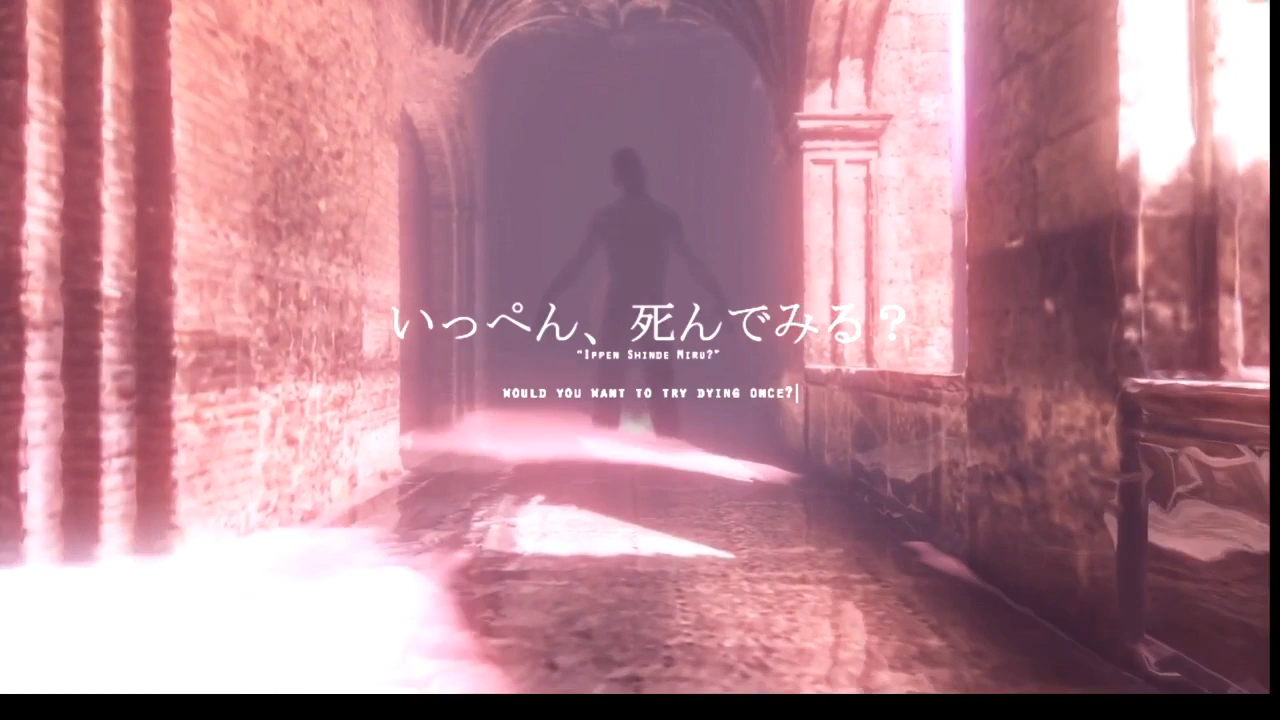 いっぺん、死んでみる？
"Ippen Shinde Miru?"
WOULD YOU WANT TO TRY DYING ONCE?|